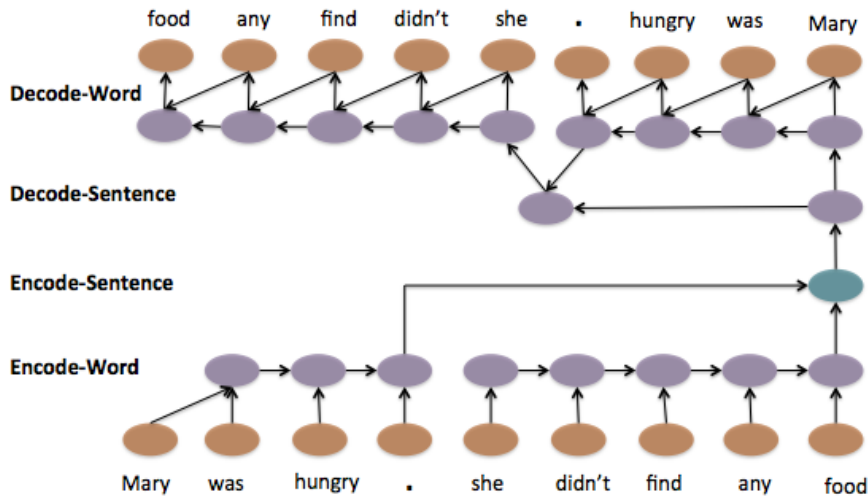 food any find didn't she . hungry was Mary
Decode-Word
Decode-Sentence
Encode-Sentence
Encode-Word
Mary was hungry . she didn't find any food